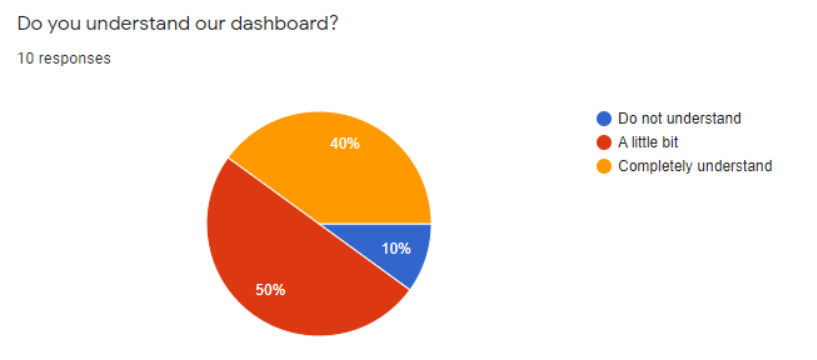 Do you understand our dashboard?
10 responses
Do not understand
A little bit
Completely understand
40%
10%
50%